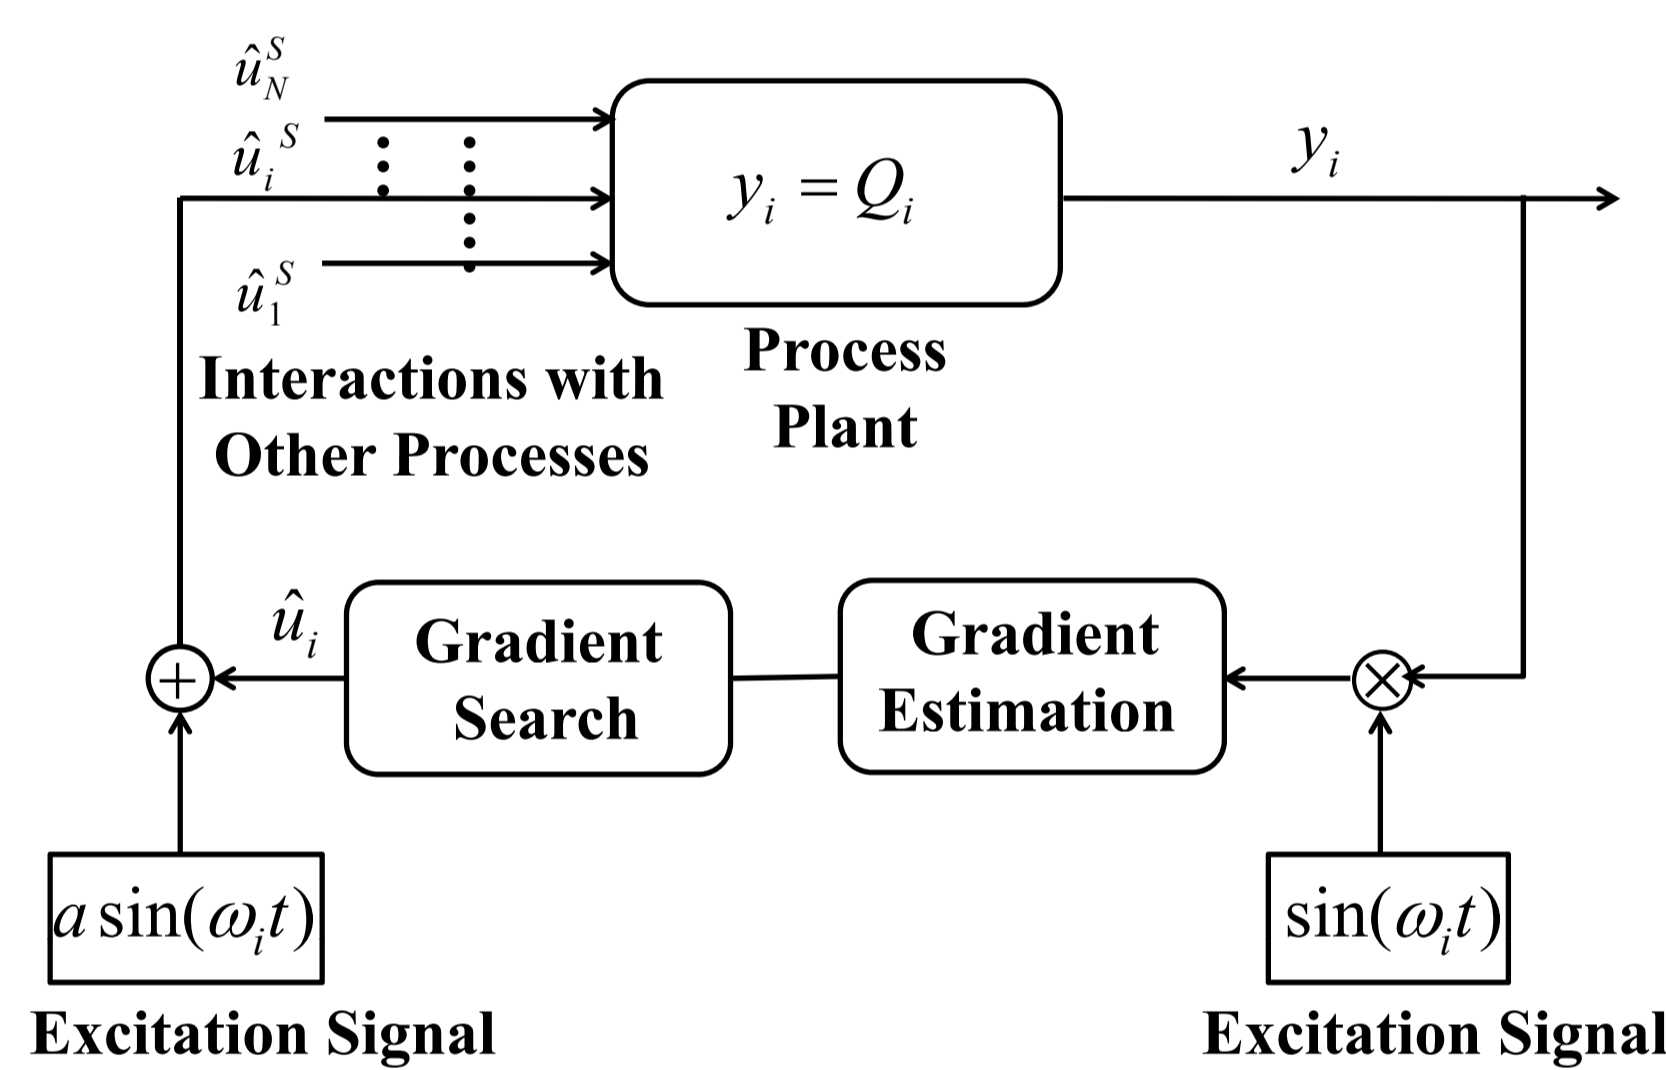 û_N^S
û_i^S
y_i = Q_i
y_i
û_1^S
Process
Plant
Interactions with
Other Processes
û_i
Gradient
Search
Gradient
Estimation
+
×
a sin(ω_i t)
sin(ω_i t)
Excitation Signal
Excitation Signal